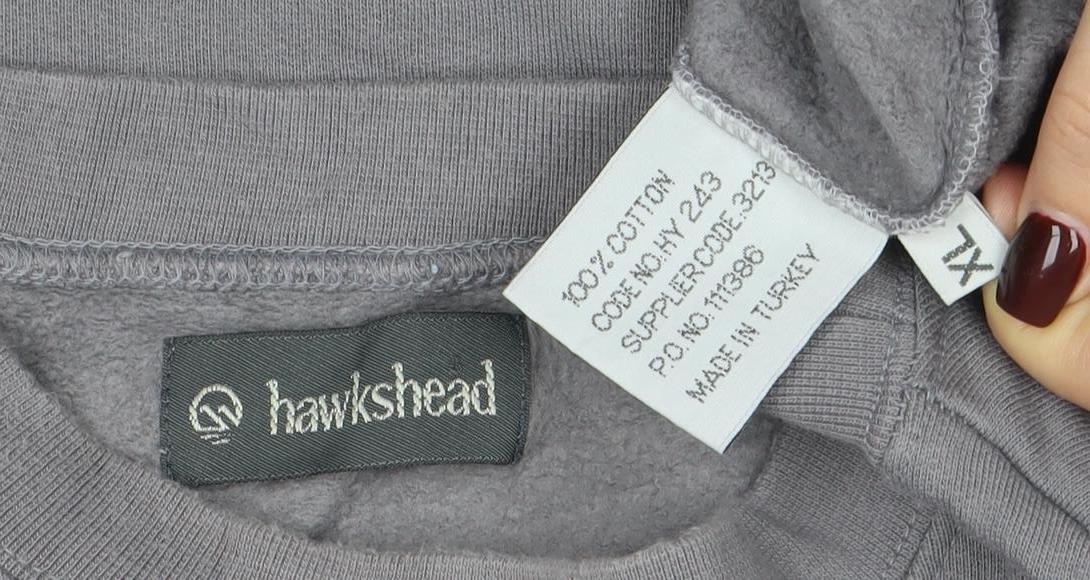 hawkshead
100% COTTON
CODE NO.HY 243
SUPPLIER CODE.3213
P.O.NO.111386
MADE IN TURKEY
XL